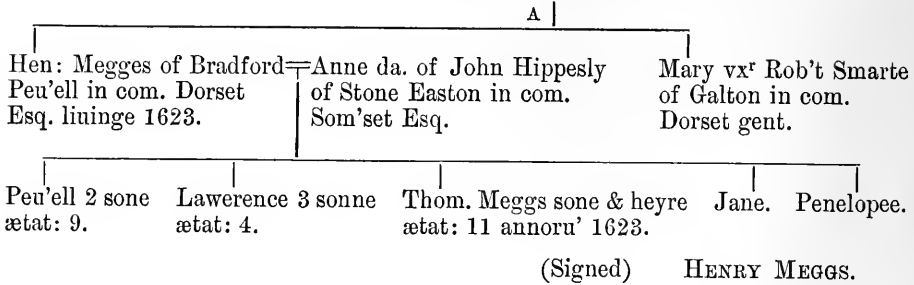 A
Hen: Megges of Bradford
Peu'ell in com. Dorset
Esq. liuinge 1623.
Anne da. of John Hippesly
of Stone Easton in com.
Som'set Esq.
Mary vxʳ Rob't Smarte
of Galton in com.
Dorset gent.
Peu'ell 2 sone
ætat: 9.
Lawerence 3 sonne
ætat: 4.
Thom. Meggs sone & heyre
ætat: 11 annoru' 1623.
Jane.
Penelopee.
(Signed) HENRY MEGGS.